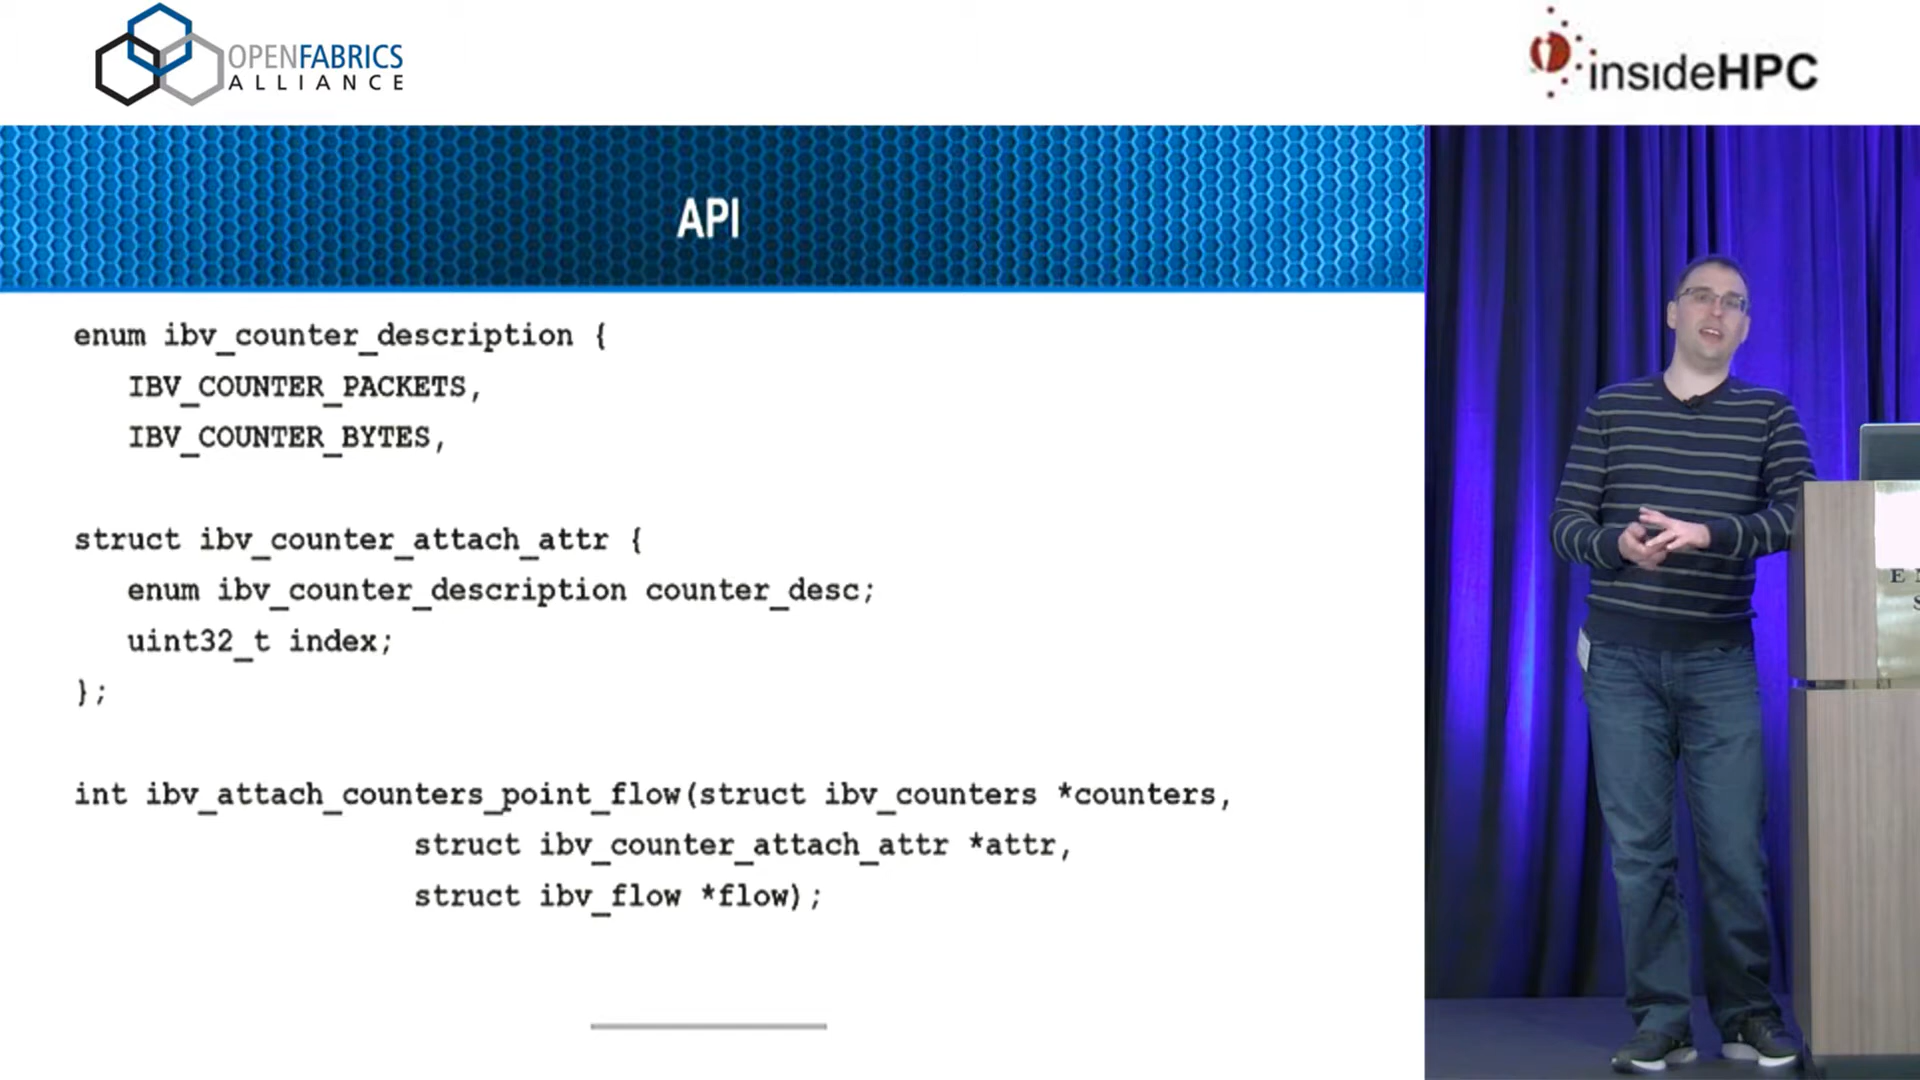 OPENFABRICS
ALLIANCE
insideHPC
API
enum ibv_counter_description {
IBV_COUNTER_PACKETS,
IBV_COUNTER_BYTES,
struct ibv_counter_attach_attr {
enum ibv_counter_description counter_desc;
uint32_t index;
};
int ibv_attach_counters_point_flow(struct ibv_counters *counters,
struct ibv_counter_attach_attr *attr,
struct ibv_flow *flow);